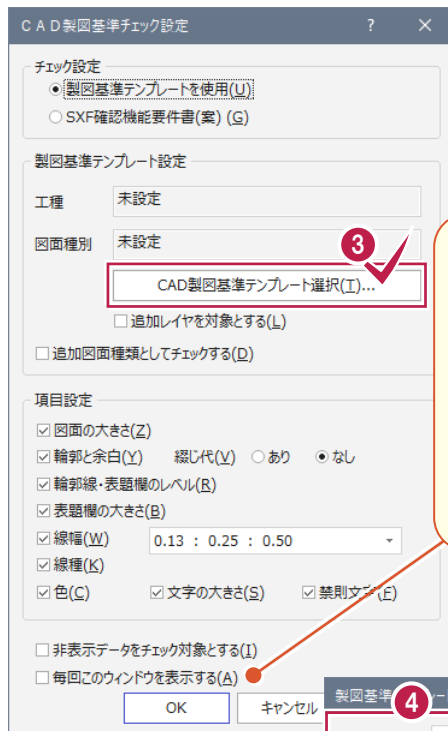 ＣＡＤ製図基準チェック設定 ? ×
チェック設定
製図基準テンプレートを使用(U)
SXF確認機能要件書(案) (G)
製図基準テンプレート設定
工種 未設定
図面種別 未設定
3
CAD製図基準テンプレート選択(T)...
追加レイヤを対象とする(L)
追加図面種類としてチェックする(D)
項目設定
図面の大きさ(Z)
輪郭と余白(Y) 綴じ代(V) あり なし
輪郭線・表題欄のレベル(R)
表題欄の大きさ(B)
線幅(W) 0.13 : 0.25 : 0.50
線種(K)
色(C) 文字の大きさ(S) 禁則文字(F)
非表示データをチェック対象とする(I)
毎回このウィンドウを表示する(A)
OK キャンセル
製図基準 4